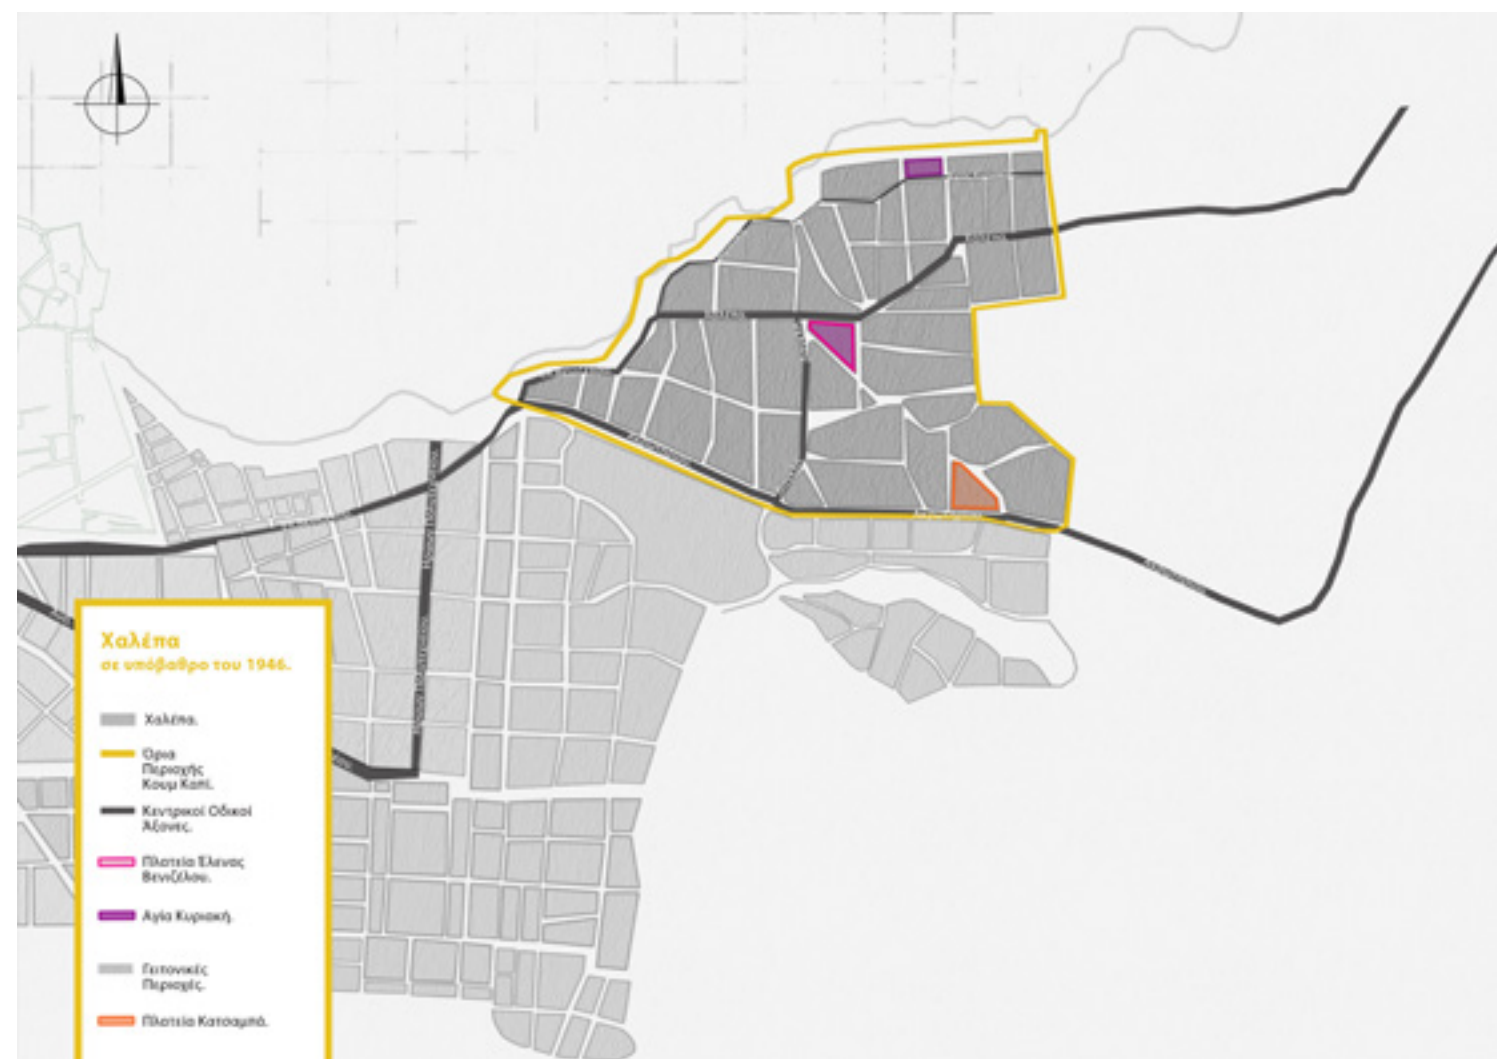 Χαλέπα
σε υπόβαθρο του 1946.
Χαλέπα.
Όρια
Περιοχής
Κουμ Καπί.
Κεντρικοί Οδικοί
Άξονες.
Πλατεία Έλενας
Βενιζέλου.
Αγία Κυριακή.
Γειτονικές
Περιοχές.
Πλατεία Κατσαμπά.